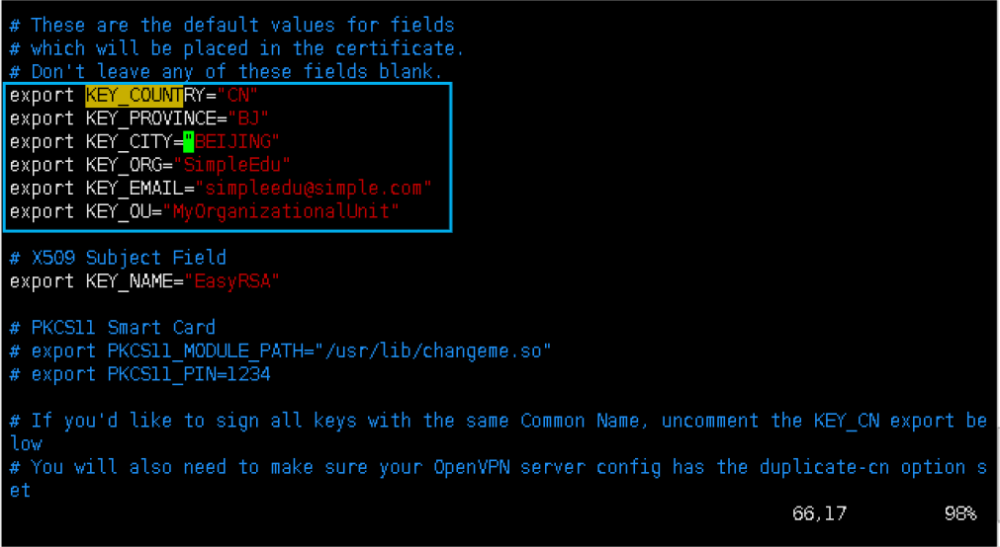 # These are the default values for fields
# which will be placed in the certificate.
# Don't leave any of these fields blank.
export KEY_COUNTRY="CN"
export KEY_PROVINCE="BJ"
export KEY_CITY="BEIJING"
export KEY_ORG="SimpleEdu"
export KEY_EMAIL="simpleedu@simple.com"
export KEY_OU="MyOrganizationalUnit"
# X509 Subject Field
export KEY_NAME="EasyRSA"
# PKCS11 Smart Card
# export PKCS11_MODULE_PATH="/usr/lib/changeme.so"
# export PKCS11_PIN=1234
# If you'd like to sign all keys with the same Common Name, uncomment the KEY_CN export be
low
# You will also need to make sure your OpenVPN server config has the duplicate-cn option s
et
66,17 98%